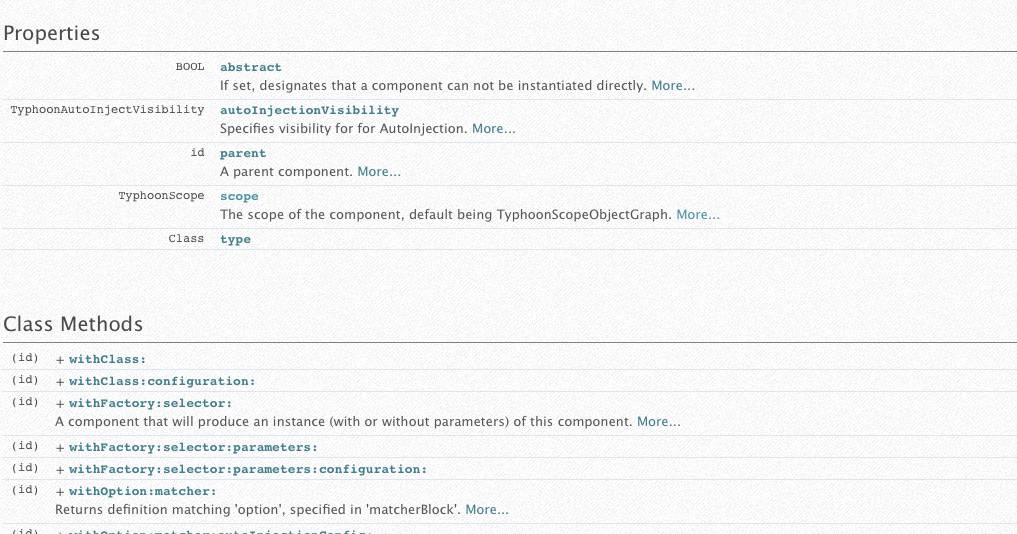 Properties
BOOL abstract
If set, designates that a component can not be instantiated directly. More...
TyphoonAutoInjectVisibility autoInjectionVisibility
Specifies visibility for for AutoInjection. More...
id parent
A parent component. More...
TyphoonScope scope
The scope of the component, default being TyphoonScopeObjectGraph. More...
Class type
Class Methods
(id) + withClass:
(id) + withClass:configuration:
(id) + withFactory:selector:
A component that will produce an instance (with or without parameters) of this component. More...
(id) + withFactory:selector:parameters:
(id) + withFactory:selector:parameters:configuration:
(id) + withOption:matcher:
Returns definition matching 'option', specified in 'matcherBlock'. More...
(id) + withOption:matcher:autoInjectionConfig: